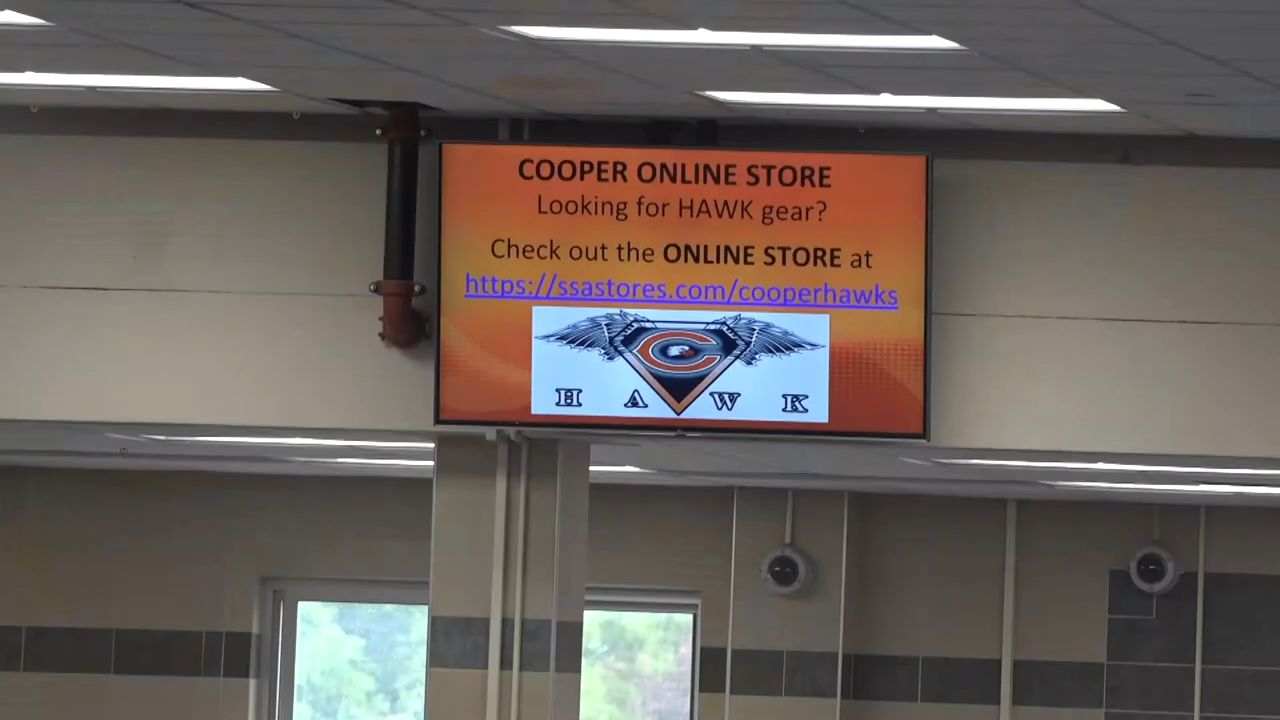 COOPER ONLINE STORE
Looking for HAWK gear?
Check out the ONLINE STORE at
https://ssastores.com/cooperhawks
C
H A W K